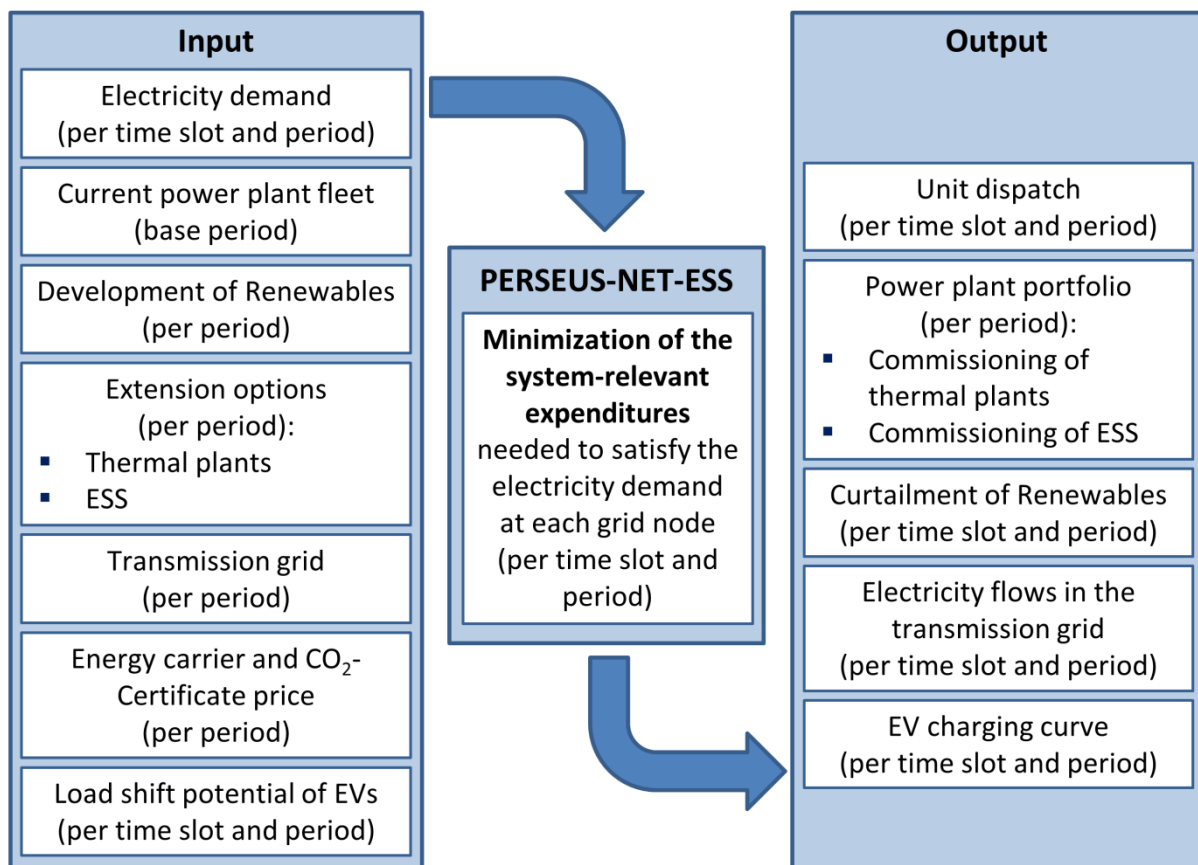 Input
Electricity demand
(per time slot and period)
Current power plant fleet
(base period)
Development of Renewables
(per period)
Extension options
(per period):
▪ Thermal plants
▪ ESS
Transmission grid
(per period)
Energy carrier and CO₂-
Certificate price
(per period)
Load shift potential of EVs
(per time slot and period)
PERSEUS-NET-ESS
Minimization of the
system-relevant
expenditures
needed to satisfy the
electricity demand
at each grid node
(per time slot and
period)
Output
Unit dispatch
(per time slot and period)
Power plant portfolio
(per period):
▪ Commissioning of
thermal plants
▪ Commissioning of ESS
Curtailment of Renewables
(per time slot and period)
Electricity flows in the
transmission grid
(per time slot and period)
EV charging curve
(per time slot and period)